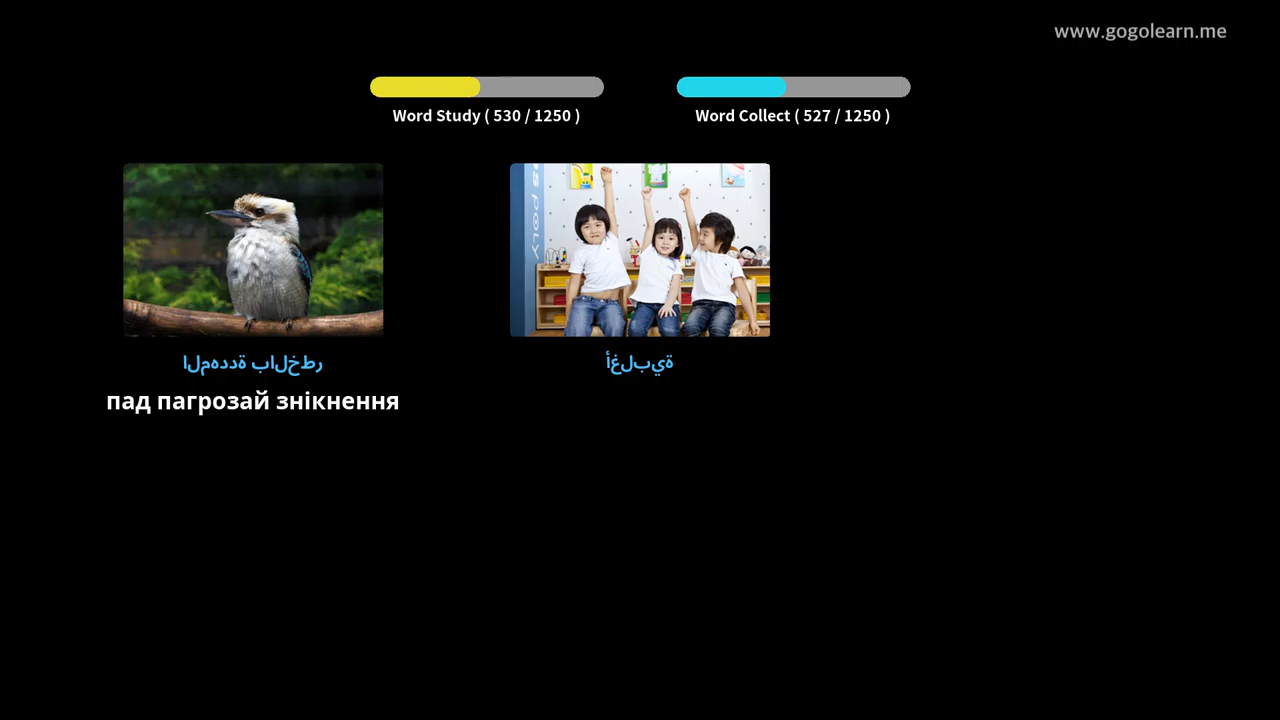 www.gogolearn.me
Word Study ( 530 / 1250 )
Word Collect ( 527 / 1250 )
المهددة بالخطر
пад пагрозай знікнення
أغلبية